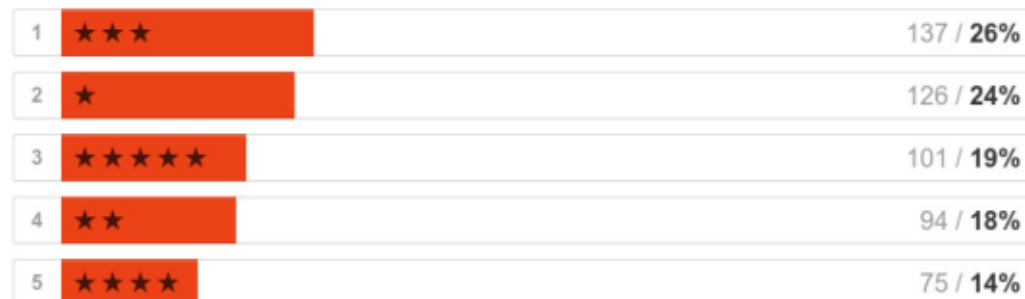 1 ★★★ 137 / 26%
2 ★ 126 / 24%
3 ★★★★★ 101 / 19%
4 ★★ 94 / 18%
5 ★★★★ 75 / 14%